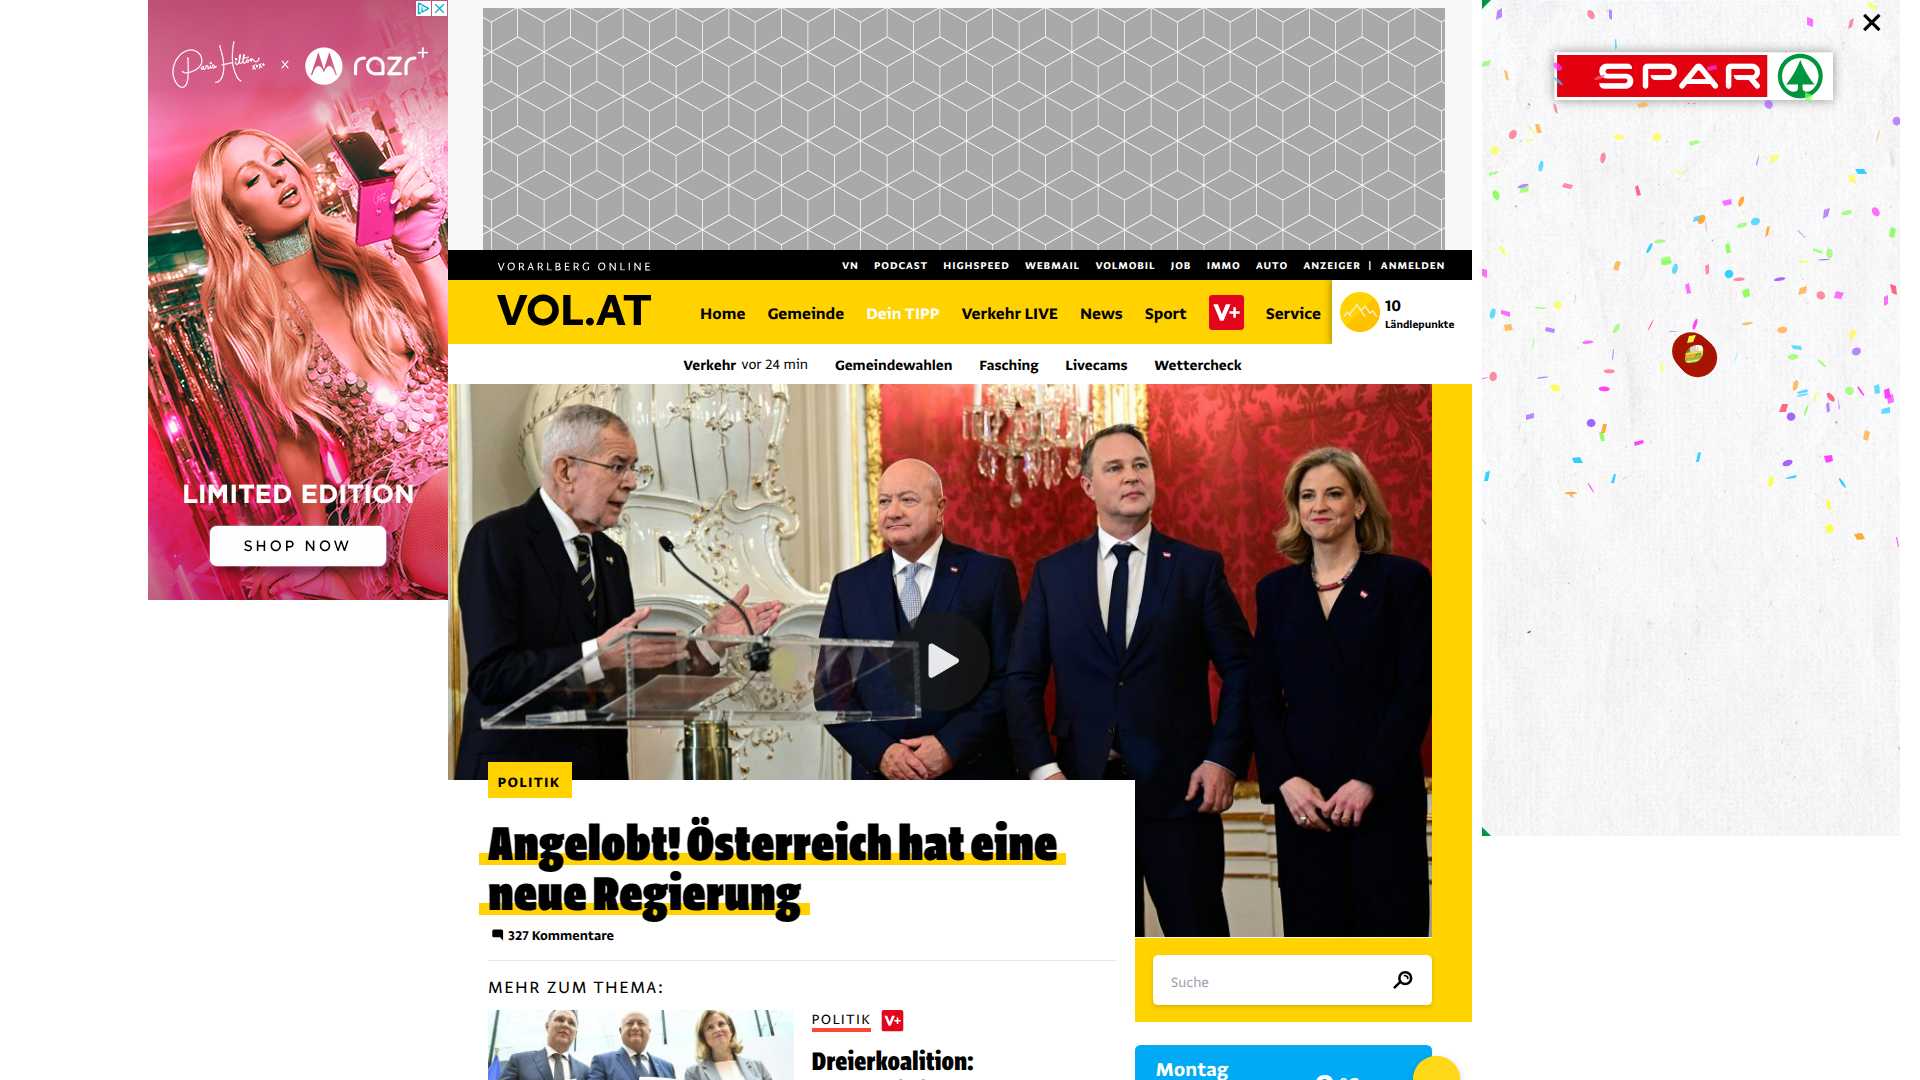 Paris Hilton x razr+
LIMITED EDITION
SHOP NOW
SPAR
VORARLBERG ONLINE
VN PODCAST HIGHSPEED WEBMAIL VOLMOBIL JOB IMMO AUTO ANZEIGER | ANMELDEN
VOL.AT
Home Gemeinde Dein TIPP Verkehr LIVE News Sport V+ Service
10
Ländlepunkte
Verkehr vor 24 min Gemeindewahlen Fasching Livecams Wettercheck
POLITIK
Angelobt! Österreich hat eine
neue Regierung
327 Kommentare
Suche
MEHR ZUM THEMA:
POLITIK V+
Dreierkoalition:
Montag